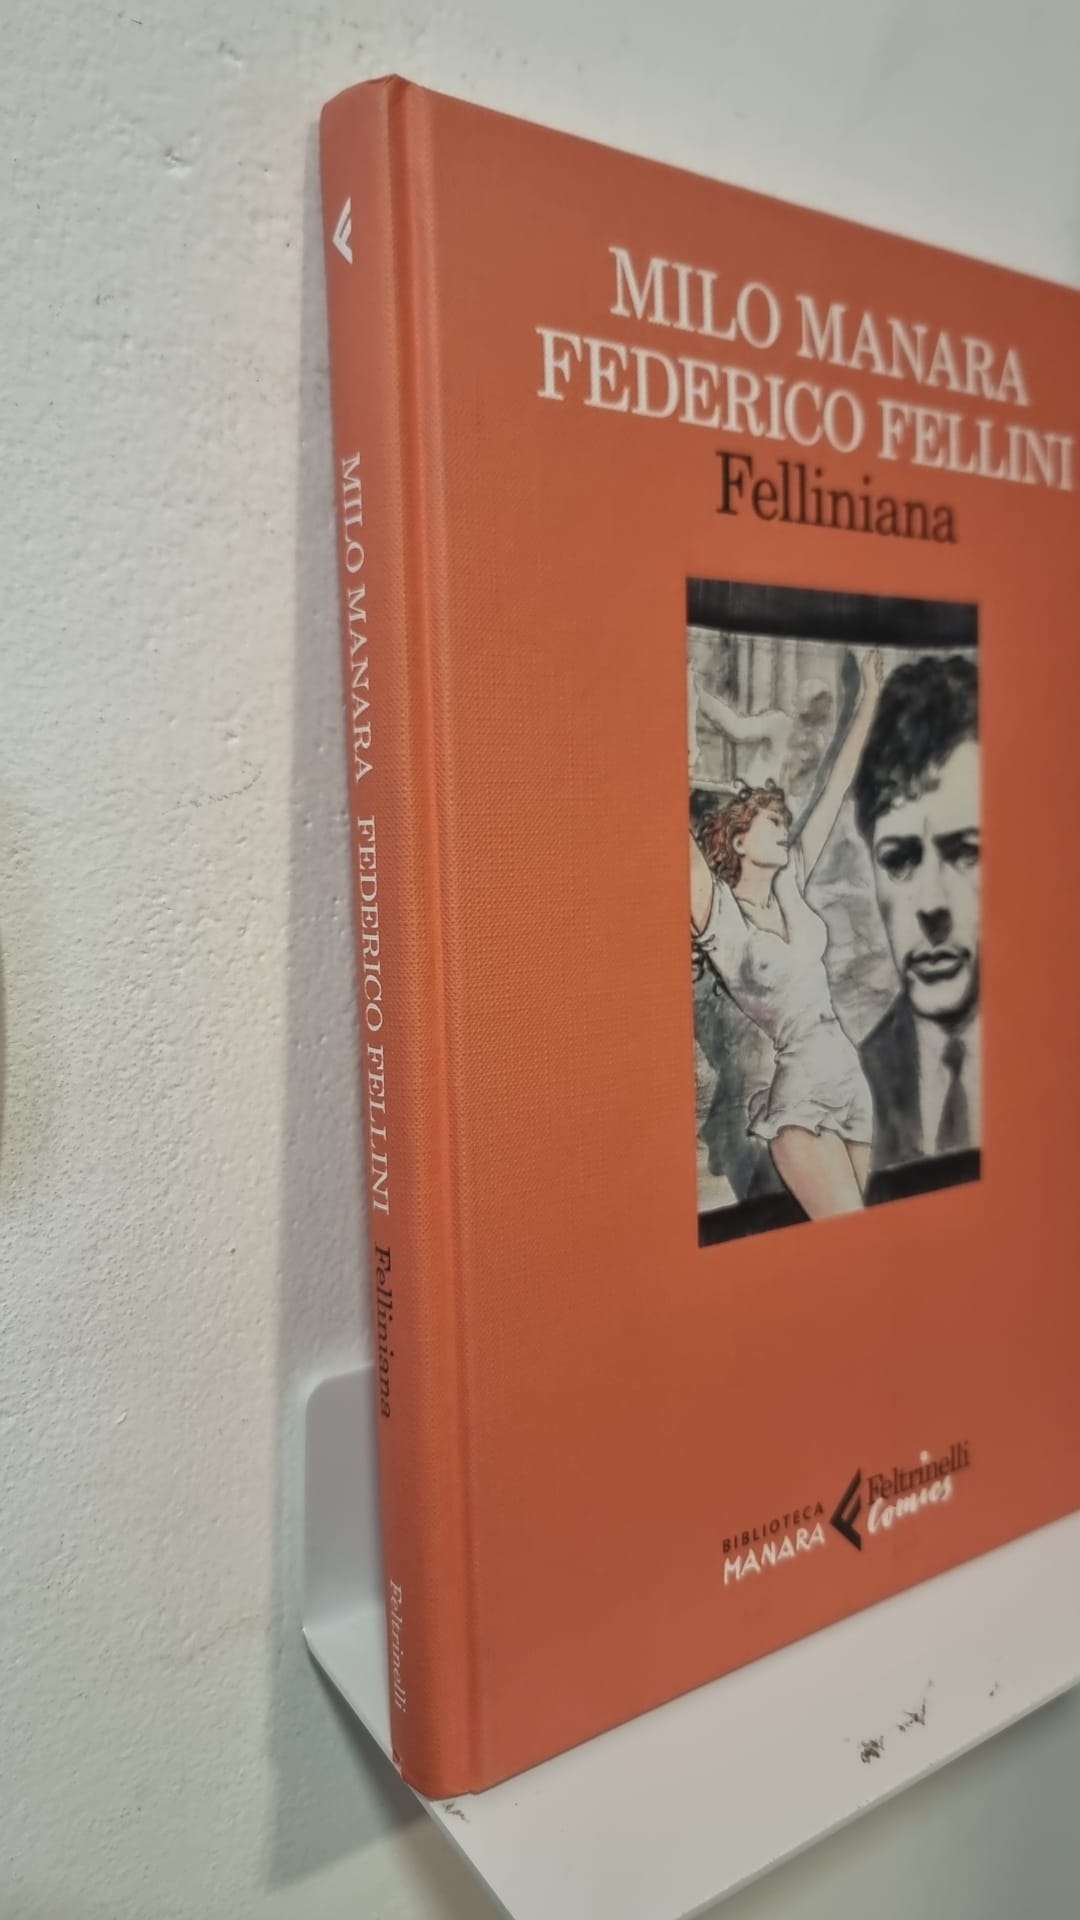 MILO MANARA
FEDERICO FELLINI
Felliniana
BIBLIOTECA
MANARA
Feltrinelli
Comics
MILO MANARA FEDERICO FELLINI Felliniana
Feltrinelli